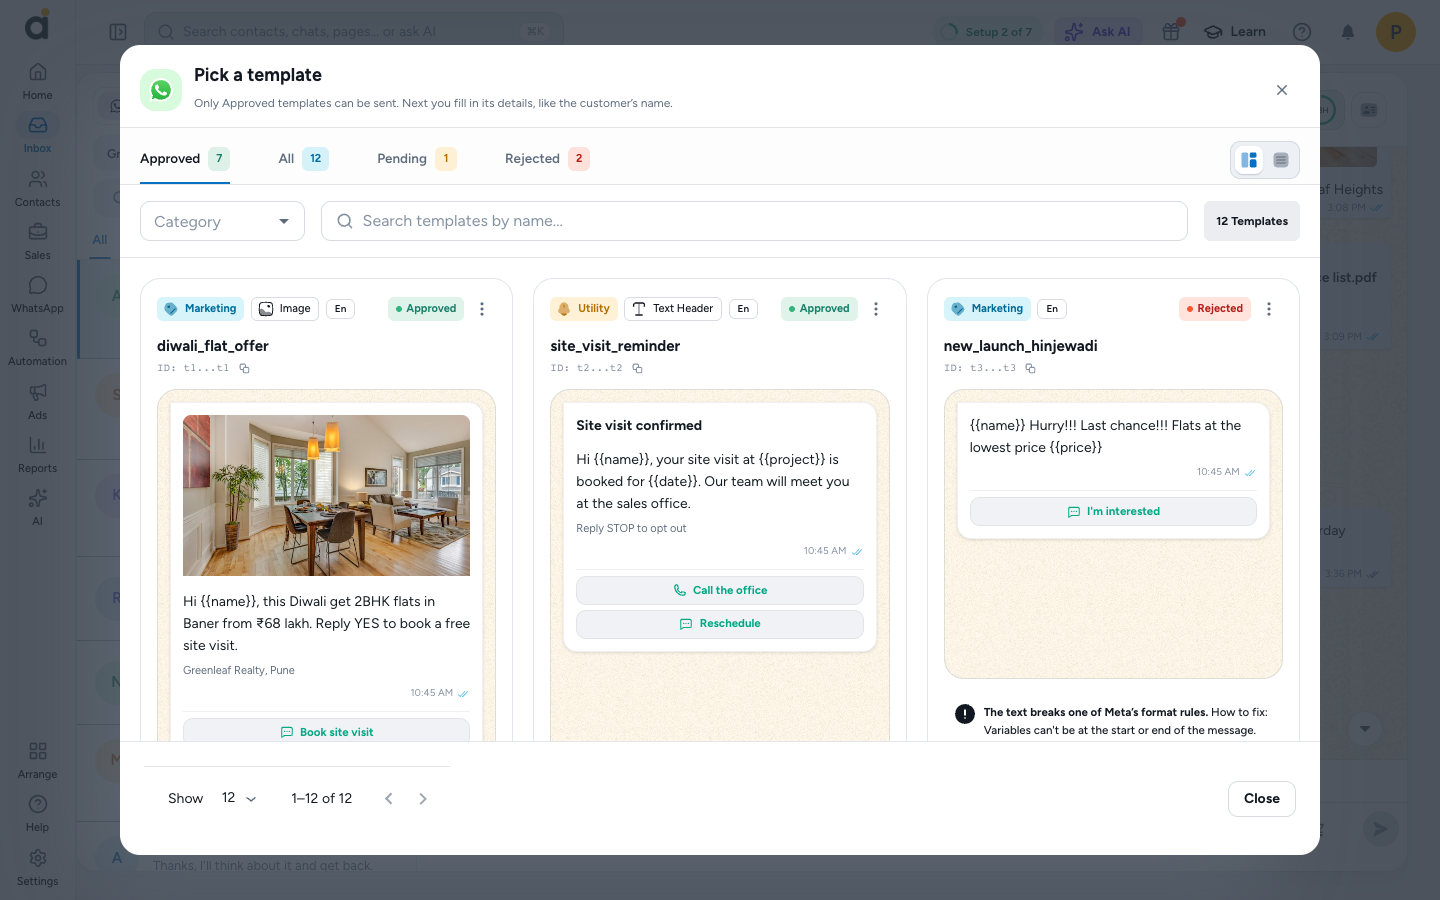 Search contacts, chats, pages... or ask AI
⌘K
Setup 2 of 7
Ask AI
Learn
P
Home
Inbox
Contacts
Sales
WhatsApp
Automation
Ads
Reports
AI
Arrange
Help
Settings
All
Pick a template
Only Approved templates can be sent. Next you fill in its details, like the customer's name.
Approved 7
All 12
Pending 1
Rejected 2
Category
Search templates by name...
12 Templates
Marketing
Image
En
Approved
diwali_flat_offer
ID: t1...t1
Hi {{name}}, this Diwali get 2BHK flats in
Baner from ₹68 lakh. Reply YES to book a free
site visit.
Greenleaf Realty, Pune
10:45 AM
Book site visit
Utility
Text Header
En
Approved
site_visit_reminder
ID: t2...t2
Site visit confirmed
Hi {{name}}, your site visit at {{project}} is
booked for {{date}}. Our team will meet you
at the sales office.
Reply STOP to opt out
10:45 AM
Call the office
Reschedule
Marketing
En
Rejected
new_launch_hinjewadi
ID: t3...t3
{{name}} Hurry!!! Last chance!!! Flats at the
lowest price {{price}}
10:45 AM
I'm interested
The text breaks one of Meta's format rules. How to fix:
Variables can't be at the start or end of the message.
Heights
3:08 PM
list.pdf
3:09 PM
3:36 PM
Show 12
1–12 of 12
Close
Thanks, I'll think about it and get back.